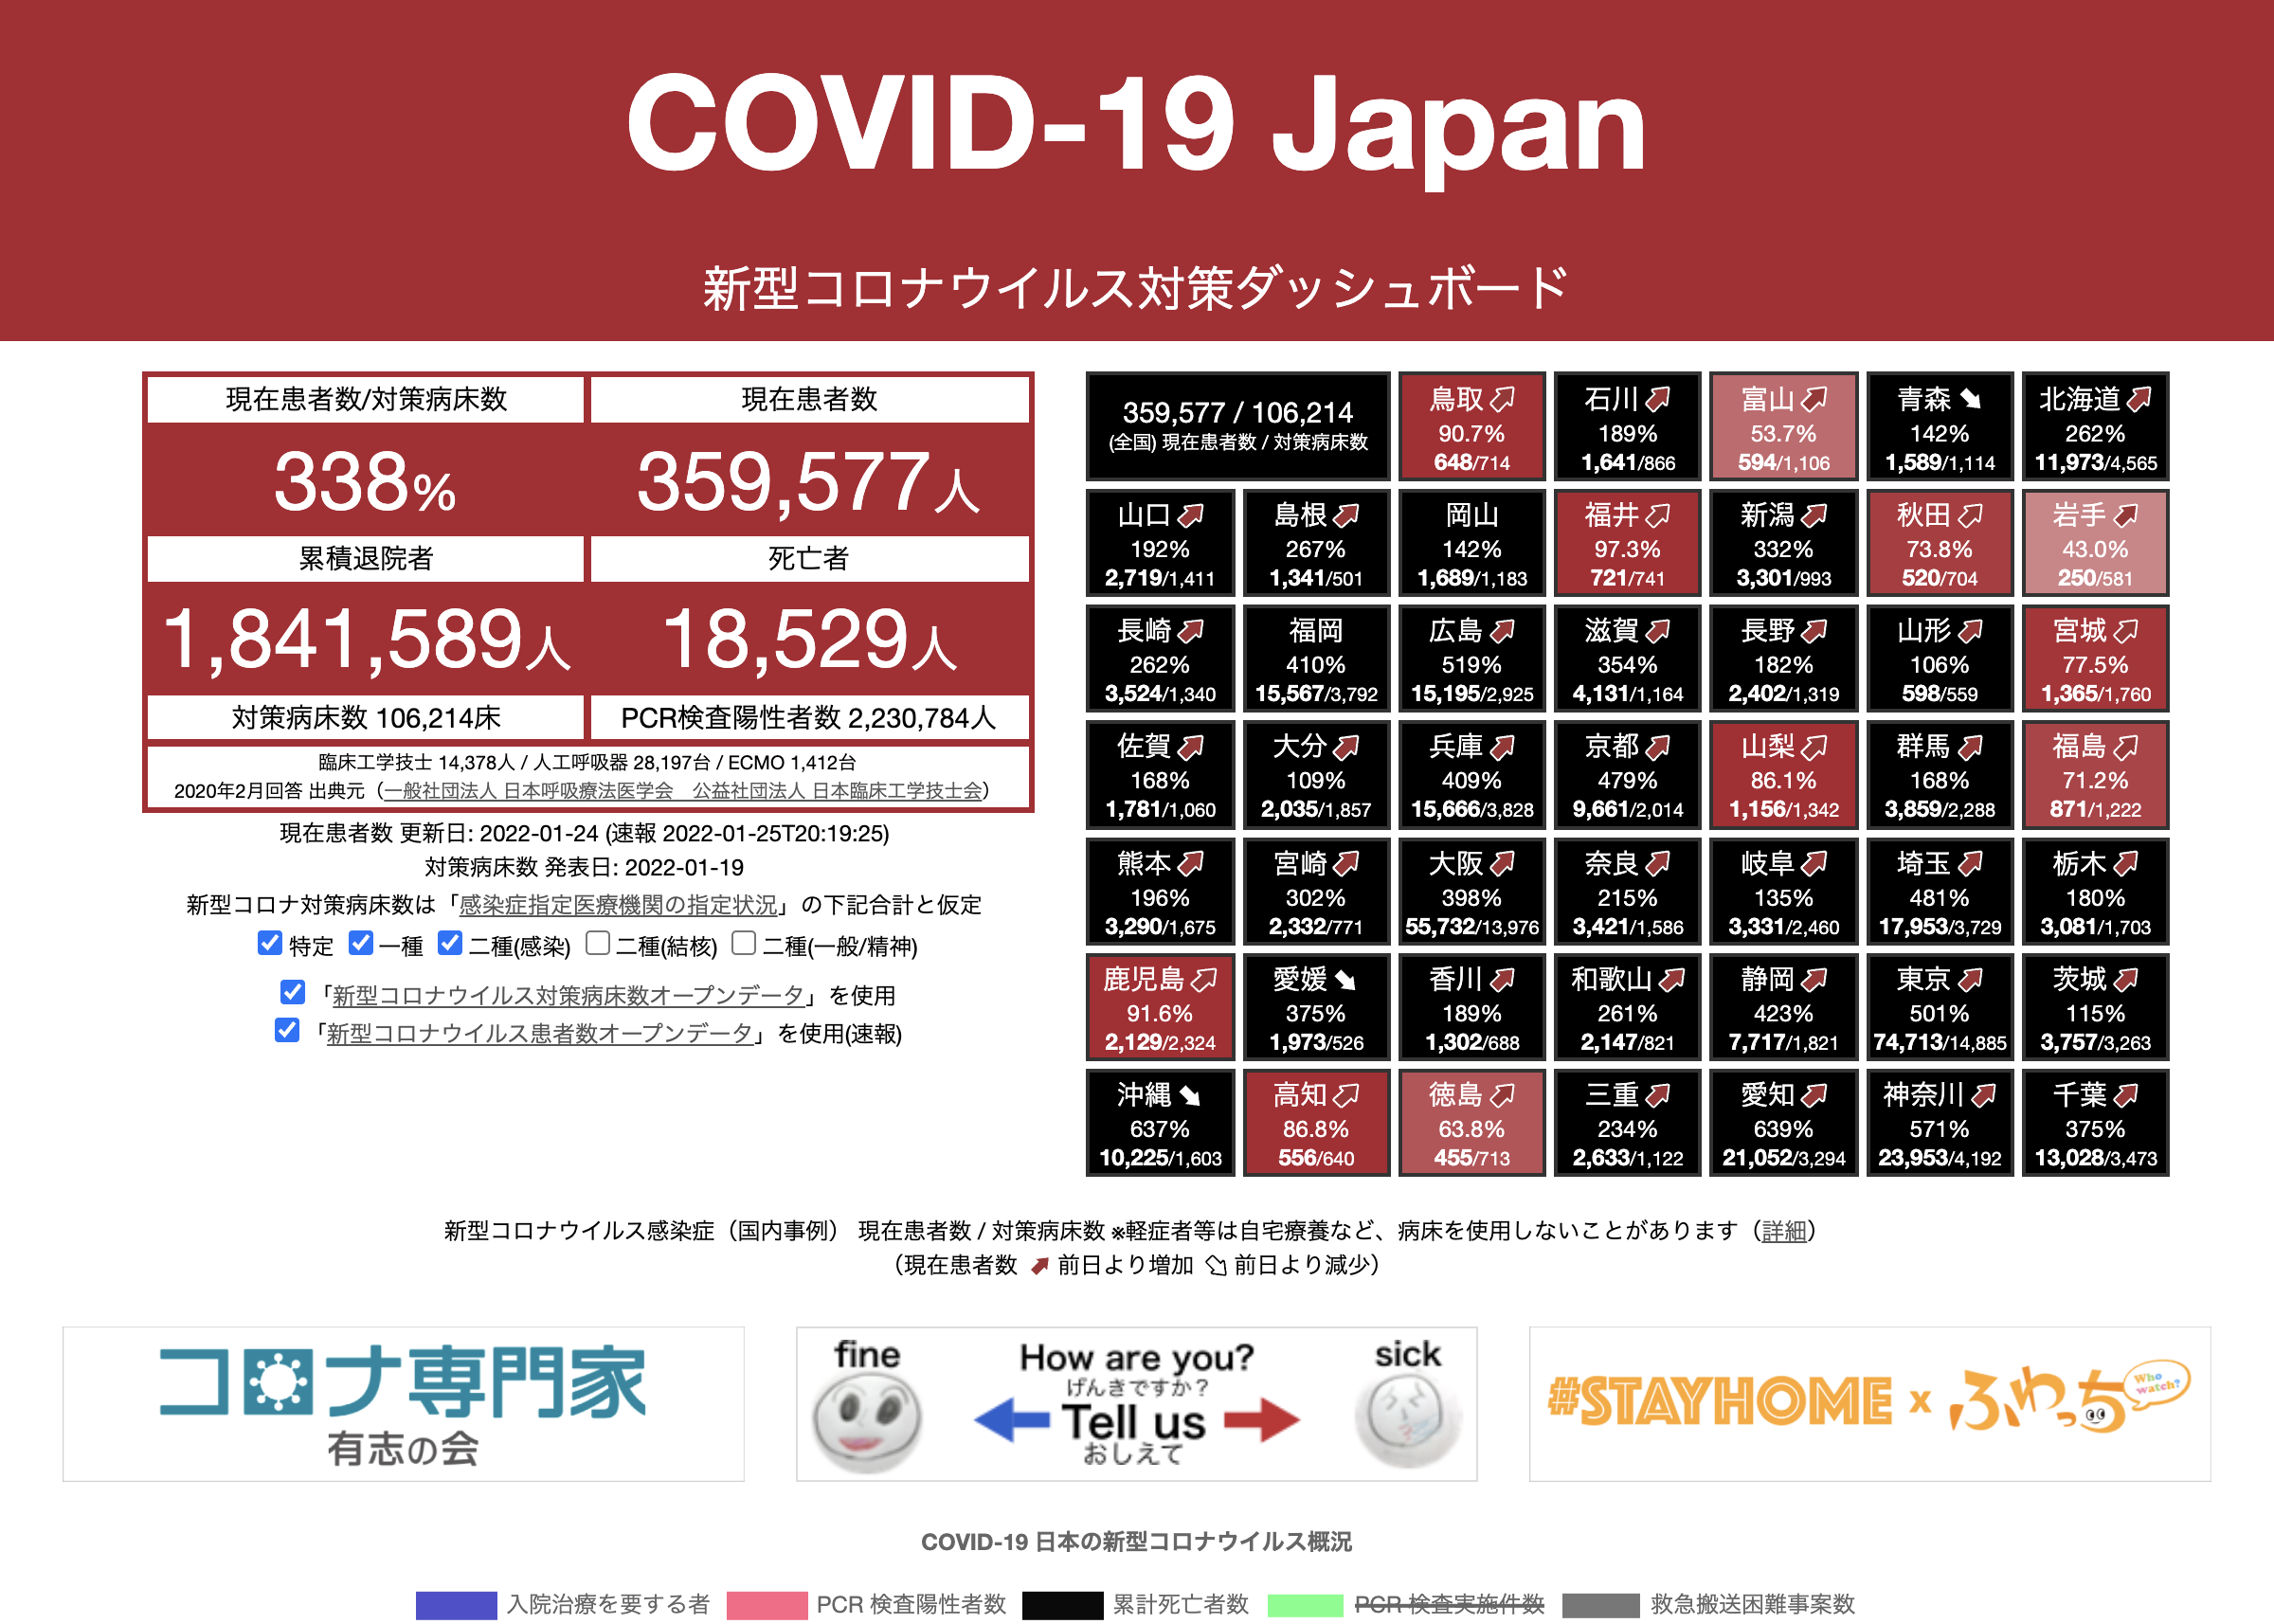 COVID-19 Japan
新型コロナウイルス対策ダッシュボード
現在患者数/対策病床数
現在患者数
338%
359,577人
累積退院者
死亡者
1,841,589人
18,529人
対策病床数 106,214床
PCR検査陽性者数 2,230,784人
臨床工学技士 14,378人 / 人工呼吸器 28,197台 / ECMO 1,412台
2020年2月回答 出典元（一般社団法人 日本呼吸療法医学会　公益社団法人 日本臨床工学技士会）
現在患者数 更新日: 2022-01-24 (速報 2022-01-25T20:19:25)
対策病床数 発表日: 2022-01-19
新型コロナ対策病床数は「感染症指定医療機関の指定状況」の下記合計と仮定
特定 一種 二種(感染) 二種(結核) 二種(一般/精神)
「新型コロナウイルス対策病床数オープンデータ」を使用
「新型コロナウイルス患者数オープンデータ」を使用(速報)
359,577 / 106,214
(全国) 現在患者数 / 対策病床数
鳥取
90.7%
648/714
石川
189%
1,641/866
富山
53.7%
594/1,106
青森
142%
1,589/1,114
北海道
262%
11,973/4,565
山口
192%
2,719/1,411
島根
267%
1,341/501
岡山
142%
1,689/1,183
福井
97.3%
721/741
新潟
332%
3,301/993
秋田
73.8%
520/704
岩手
43.0%
250/581
長崎
262%
3,524/1,340
福岡
410%
15,567/3,792
広島
519%
15,195/2,925
滋賀
354%
4,131/1,164
長野
182%
2,402/1,319
山形
106%
598/559
宮城
77.5%
1,365/1,760
佐賀
168%
1,781/1,060
大分
109%
2,035/1,857
兵庫
409%
15,666/3,828
京都
479%
9,661/2,014
山梨
86.1%
1,156/1,342
群馬
168%
3,859/2,288
福島
71.2%
871/1,222
熊本
196%
3,290/1,675
宮崎
302%
2,332/771
大阪
398%
55,732/13,976
奈良
215%
3,421/1,586
岐阜
135%
3,331/2,460
埼玉
481%
17,953/3,729
栃木
180%
3,081/1,703
鹿児島
91.6%
2,129/2,324
愛媛
375%
1,973/526
香川
189%
1,302/688
和歌山
261%
2,147/821
静岡
423%
7,717/1,821
東京
501%
74,713/14,885
茨城
115%
3,757/3,263
沖縄
637%
10,225/1,603
高知
86.8%
556/640
徳島
63.8%
455/713
三重
234%
2,633/1,122
愛知
639%
21,052/3,294
神奈川
571%
23,953/4,192
千葉
375%
13,028/3,473
新型コロナウイルス感染症（国内事例） 現在患者数 / 対策病床数 ※軽症者等は自宅療養など、病床を使用しないことがあります（詳細）
（現在患者数 前日より増加 前日より減少）
コロナ専門家
有志の会
fine
How are you?
げんきですか？
Tell us
おしえて
sick
#STAYHOME x ふわっち
Who watch?
COVID-19 日本の新型コロナウイルス概況
入院治療を要する者 PCR 検査陽性者数 累計死亡者数 PCR 検査実施件数 救急搬送困難事案数